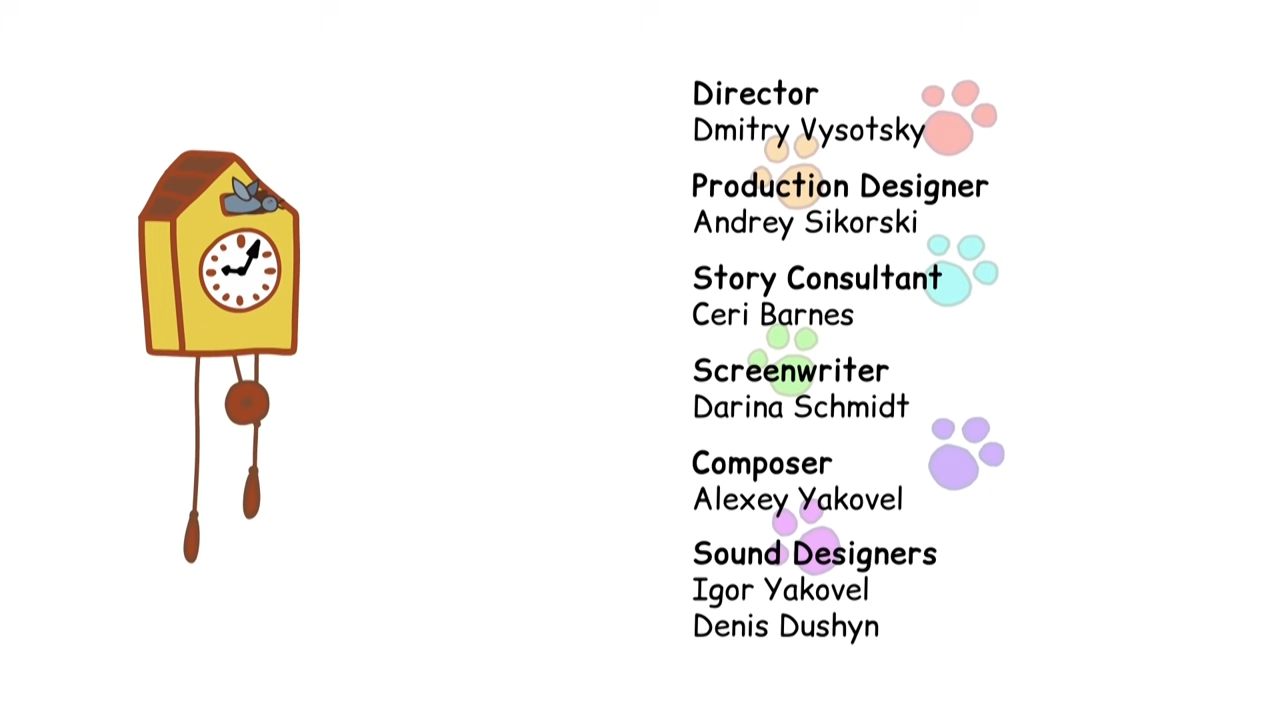 Director
Dmitry Vysotsky
Production Designer
Andrey Sikorski
Story Consultant
Ceri Barnes
Screenwriter
Darina Schmidt
Composer
Alexey Yakovel
Sound Designers
Igor Yakovel
Denis Dushyn